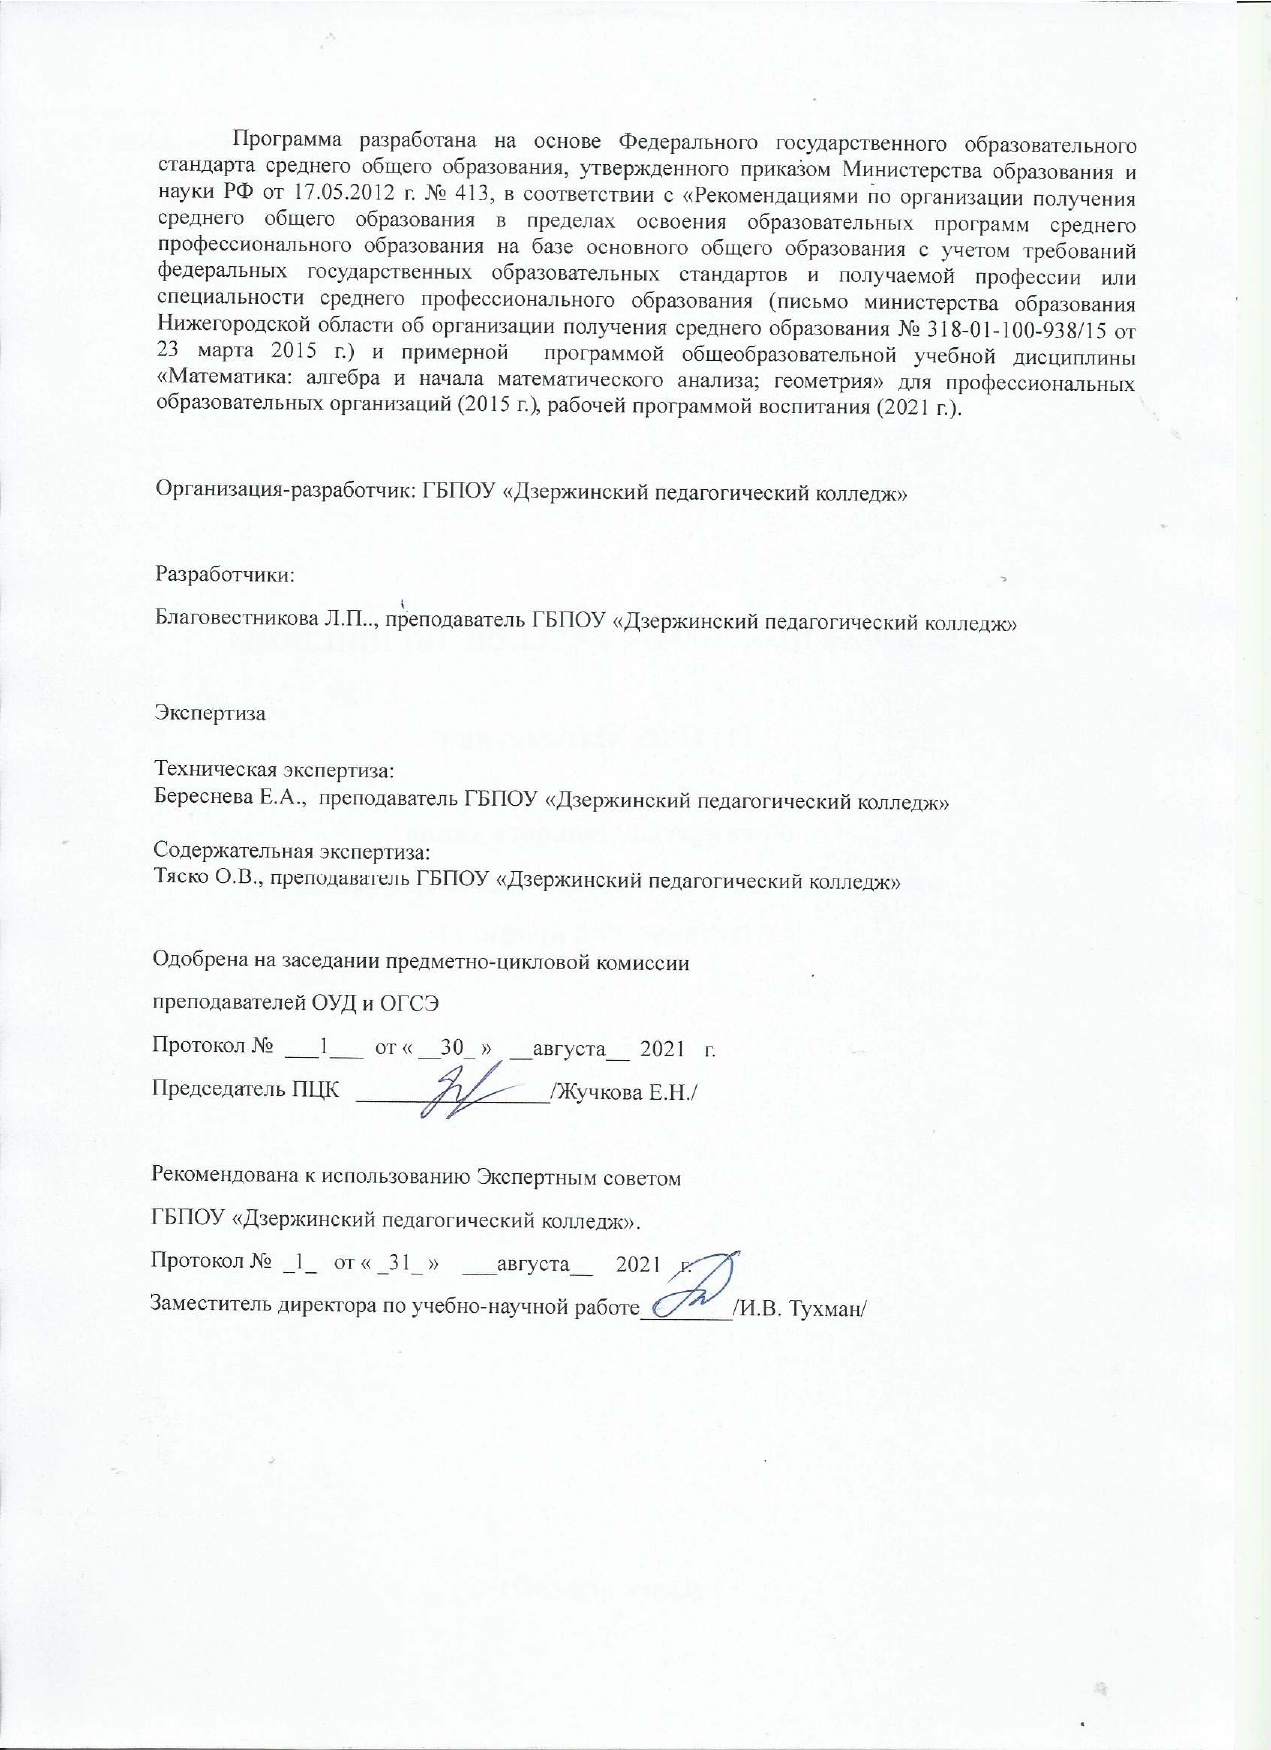 Программа разработана на основе Федерального государственного образовательного
стандарта среднего общего образования, утвержденного приказом Министерства образования и
науки РФ от 17.05.2012 г. № 413, в соответствии с «Рекомендациями по организации получения
среднего общего образования в пределах освоения образовательных программ среднего
профессионального образования на базе основного общего образования с учетом требований
федеральных государственных образовательных стандартов и получаемой профессии или
специальности среднего профессионального образования (письмо министерства образования
Нижегородской области об организации получения среднего образования № 318-01-100-938/15 от
23 марта 2015 г.) и примерной программой общеобразовательной учебной дисциплины
«Математика: алгебра и начала математического анализа; геометрия» для профессиональных
образовательных организаций (2015 г.), рабочей программой воспитания (2021 г.).
Организация-разработчик: ГБПОУ «Дзержинский педагогический колледж»
Разработчики:
Благовестникова Л.П.., преподаватель ГБПОУ «Дзержинский педагогический колледж»
Экспертиза
Техническая экспертиза:
Береснева Е.А., преподаватель ГБПОУ «Дзержинский педагогический колледж»
Содержательная экспертиза:
Тяско О.В., преподаватель ГБПОУ «Дзержинский педагогический колледж»
Одобрена на заседании предметно-цикловой комиссии
преподавателей ОУД и ОГСЭ
Протокол № ___1___ от « __30_ » __августа__ 2021 г.
Председатель ПЦК _________________/Жучкова Е.Н./
Рекомендована к использованию Экспертным советом
ГБПОУ «Дзержинский педагогический колледж».
Протокол № _1_ от « _31_ » ___августа__ 2021 г.
Заместитель директора по учебно-научной работе________/И.В. Тухман/